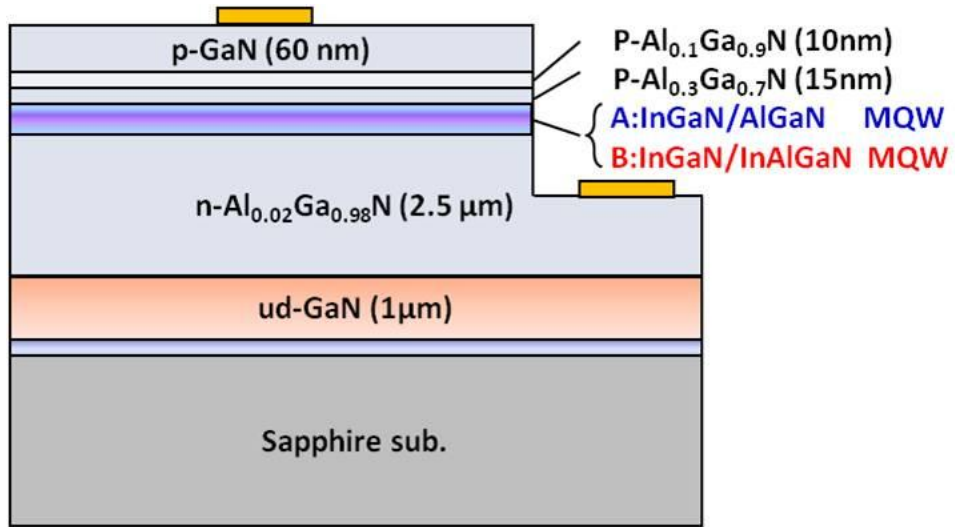 p-GaN (60 nm)
P-Al₀.₁Ga₀.₉N (10nm)
P-Al₀.₃Ga₀.₇N (15nm)
A:InGaN/AlGaN MQW
B:InGaN/InAlGaN MQW
n-Al₀.₀₂Ga₀.₉₈N (2.5 μm)
ud-GaN (1μm)
Sapphire sub.